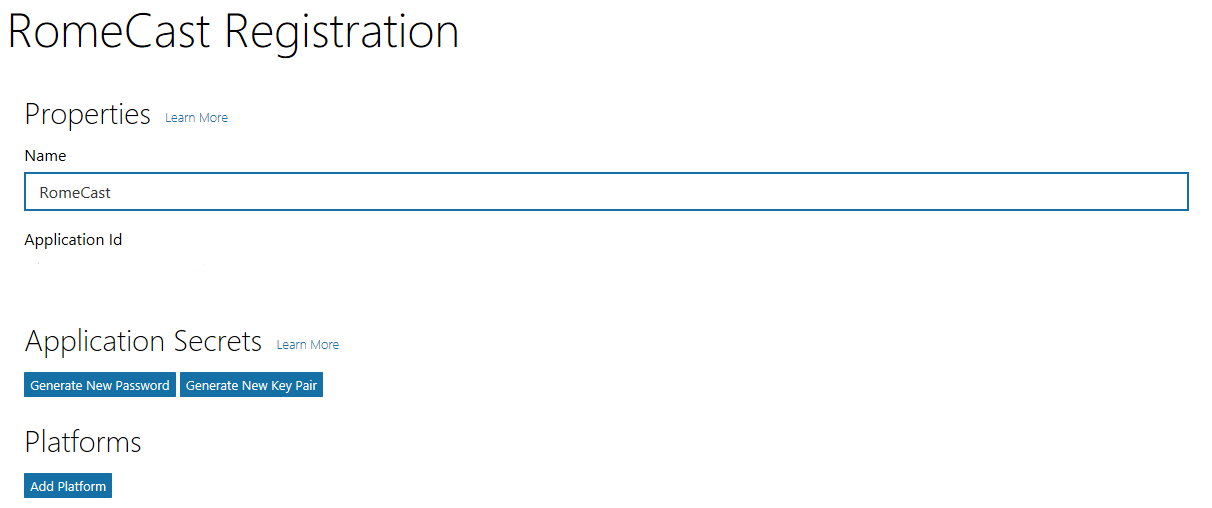 RomeCast Registration
Properties Learn More
Name
RomeCast
Application Id
Application Secrets Learn More
Generate New Password Generate New Key Pair
Platforms
Add Platform